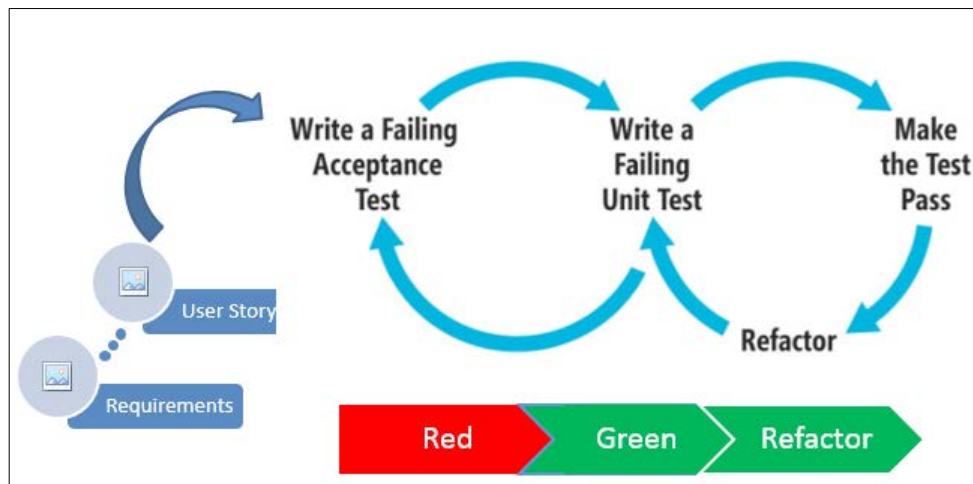 Write a Failing
Acceptance
Test
Write a
Failing
Unit Test
Make
the Test
Pass
User Story
Refactor
Requirements
Red
Green
Refactor